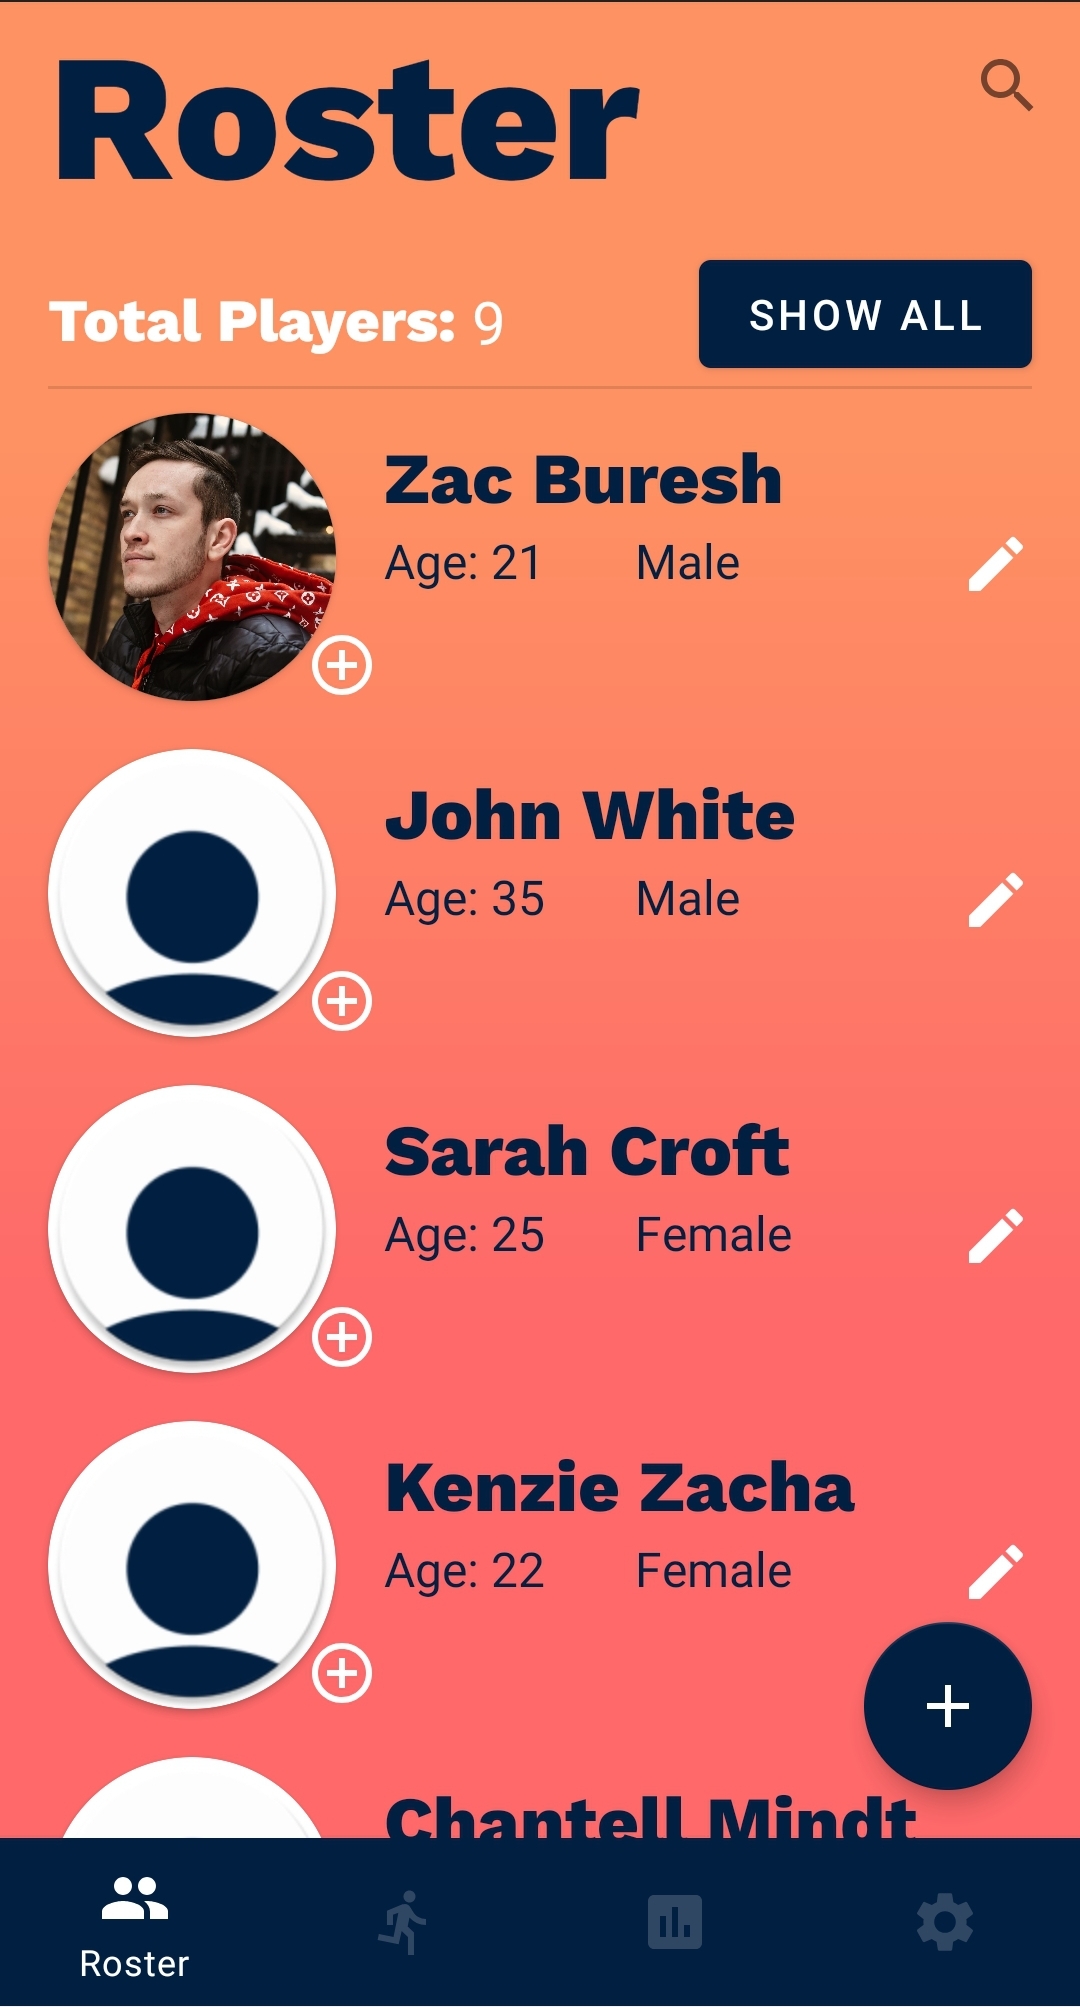 Roster
Total Players: 9
SHOW ALL
Zac Buresh
Age: 21 Male
John White
Age: 35 Male
Sarah Croft
Age: 25 Female
Kenzie Zacha
Age: 22 Female
Chantell Mindt
Roster